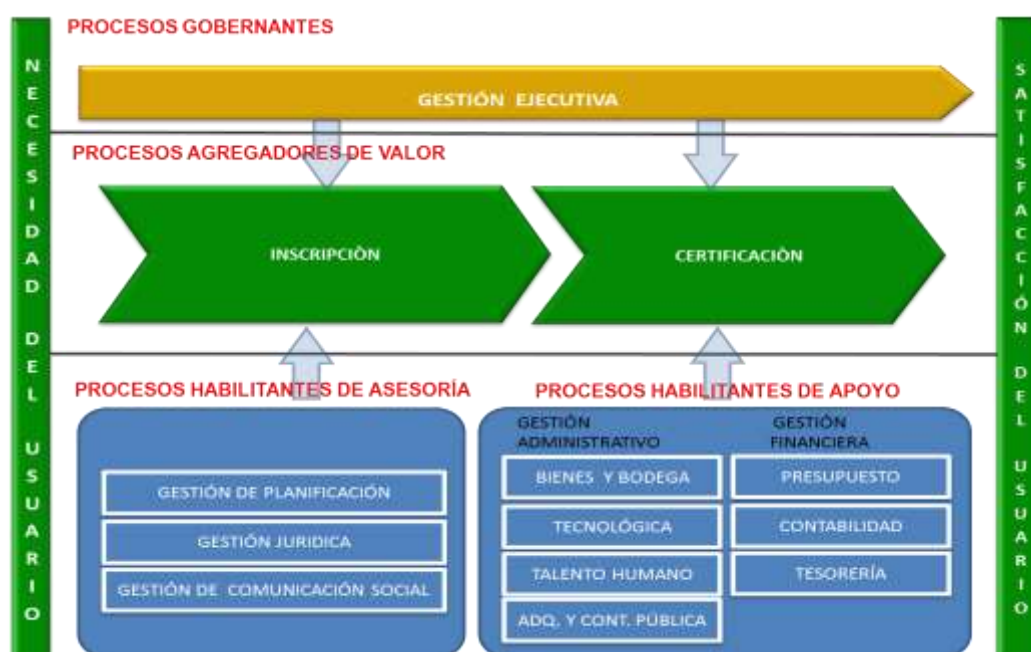 NECESIDAD DEL USUARIO
PROCESOS GOBERNANTES
GESTIÓN EJECUTIVA
PROCESOS AGREGADORES DE VALOR
INSCRIPCIÒN
CERTIFICACIÒN
PROCESOS HABILITANTES DE ASESORÍA
GESTIÓN DE PLANIFICACIÓN
GESTIÓN JURIDICA
GESTIÓN DE COMUNICACIÓN SOCIAL
PROCESOS HABILITANTES DE APOYO
GESTIÓN
ADMINISTRATIVO
BIENES Y BODEGA
TECNOLÓGICA
TALENTO HUMANO
ADQ. Y CONT. PÚBLICA
GESTIÓN
FINANCIERA
PRESUPUESTO
CONTABILIDAD
TESORERÍA
SATISFACCIÓN DEL USUARIO